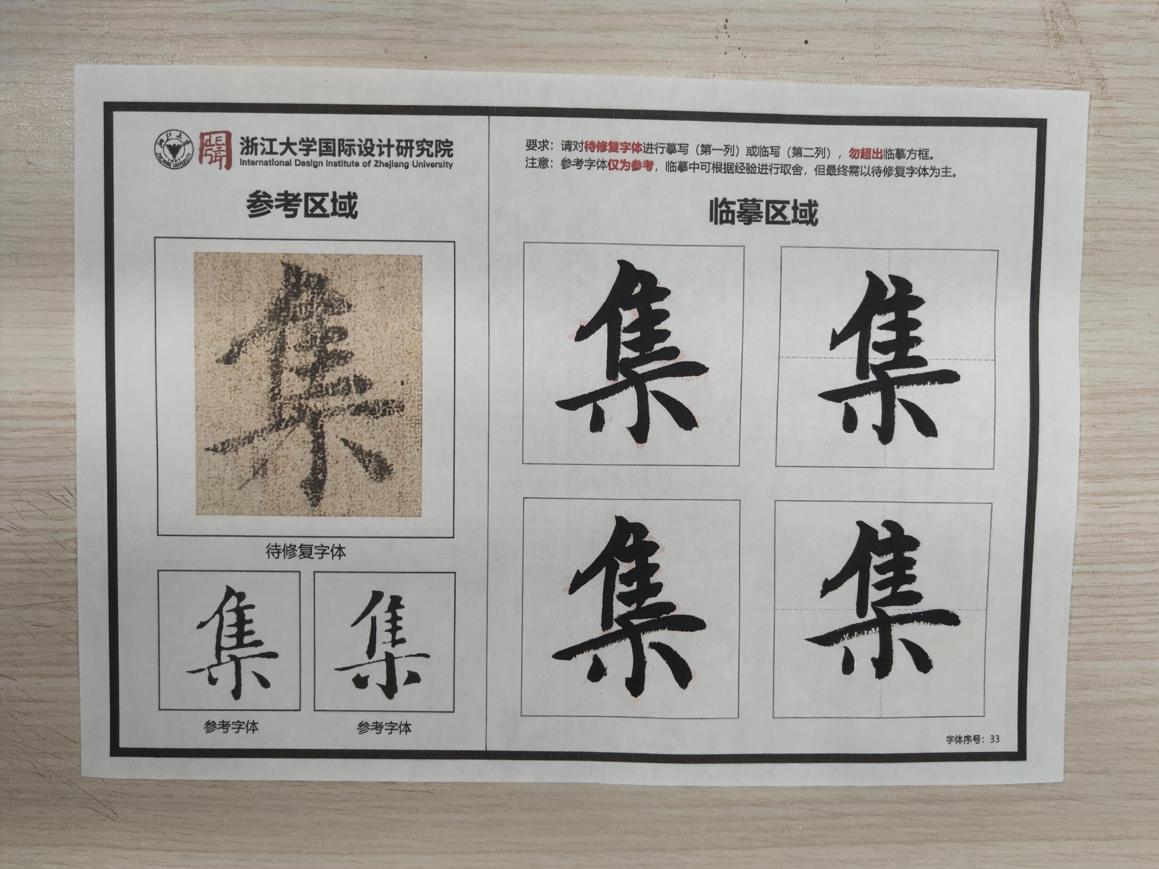 浙江大学国际设计研究院
International Design Institute of Zhejiang University
参考区域
集
待修复字体
集
集
参考字体
参考字体
要求：请对待修复字体进行摹写（第一列）或临写（第二列），勿超出临摹方框。
注意：参考字体仅为参考，临摹中可根据经验进行取舍，但最终需以待修复字体为主。
临摹区域
集
集
集
集
字体序号：33